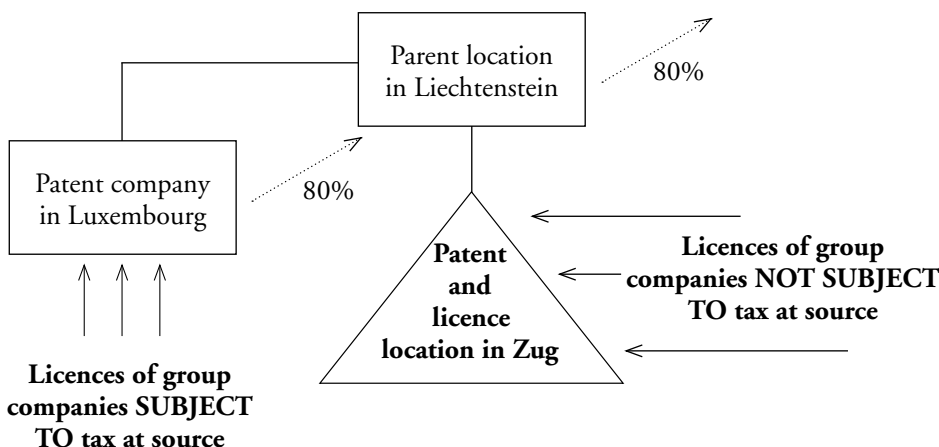 Parent location
in Liechtenstein
80%
Patent company
in Luxembourg
80%
Patent
and
licence
location in Zug
Licences of group
companies NOT SUBJECT
TO tax at source
Licences of group
companies SUBJECT
TO tax at source